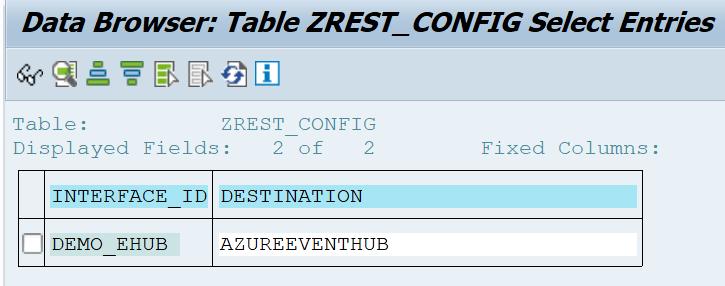 Data Browser: Table ZREST_CONFIG Select Entries
Table: ZREST_CONFIG
Displayed Fields: 2 of 2 Fixed Columns:
INTERFACE_ID DESTINATION
DEMO_EHUB AZUREEVENTHUB